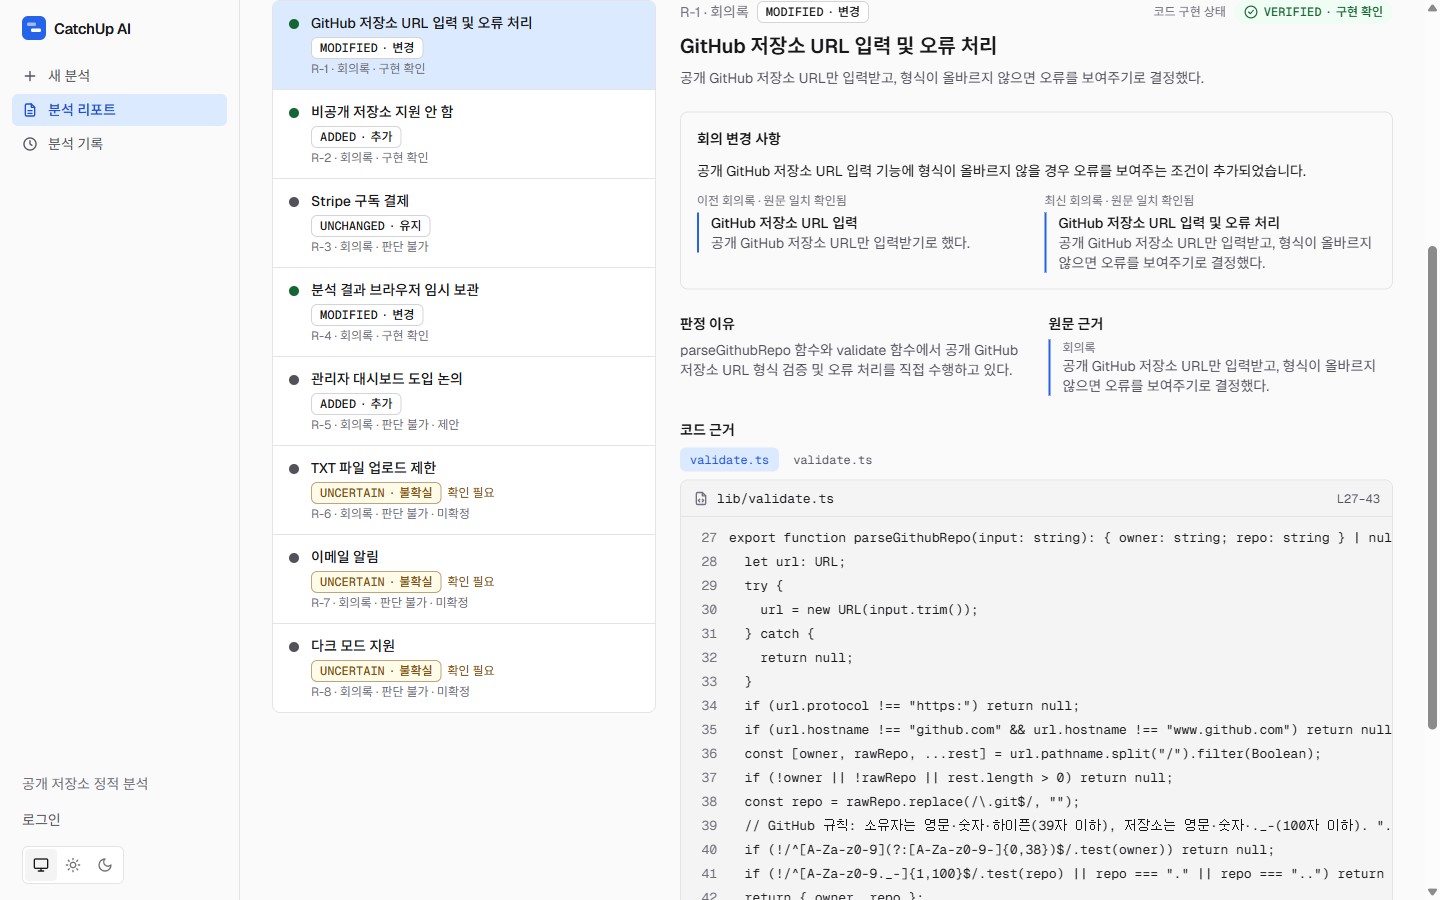 CatchUp AI
새 분석
분석 리포트
분석 기록
공개 저장소 정적 분석
로그인
GitHub 저장소 URL 입력 및 오류 처리
MODIFIED · 변경
R-1 · 회의록 · 구현 확인
비공개 저장소 지원 안 함
ADDED · 추가
R-2 · 회의록 · 구현 확인
Stripe 구독 결제
UNCHANGED · 유지
R-3 · 회의록 · 판단 불가
분석 결과 브라우저 임시 보관
MODIFIED · 변경
R-4 · 회의록 · 구현 확인
관리자 대시보드 도입 논의
ADDED · 추가
R-5 · 회의록 · 판단 불가 · 제안
TXT 파일 업로드 제한
UNCERTAIN · 불확실 확인 필요
R-6 · 회의록 · 판단 불가 · 미확정
이메일 알림
UNCERTAIN · 불확실 확인 필요
R-7 · 회의록 · 판단 불가 · 미확정
다크 모드 지원
UNCERTAIN · 불확실 확인 필요
R-8 · 회의록 · 판단 불가 · 미확정
R-1 · 회의록 MODIFIED · 변경 코드 구현 상태 VERIFIED · 구현 확인
GitHub 저장소 URL 입력 및 오류 처리
공개 GitHub 저장소 URL만 입력받고, 형식이 올바르지 않으면 오류를 보여주기로 결정했다.
회의 변경 사항
공개 GitHub 저장소 URL 입력 기능에 형식이 올바르지 않을 경우 오류를 보여주는 조건이 추가되었습니다.
이전 회의록 · 원문 일치 확인됨
GitHub 저장소 URL 입력
공개 GitHub 저장소 URL만 입력받기로 했다.
최신 회의록 · 원문 일치 확인됨
GitHub 저장소 URL 입력 및 오류 처리
공개 GitHub 저장소 URL만 입력받고, 형식이 올바르지
않으면 오류를 보여주기로 결정했다.
판정 이유
parseGithubRepo 함수와 validate 함수에서 공개 GitHub
저장소 URL 형식 검증 및 오류 처리를 직접 수행하고 있다.
원문 근거
회의록
공개 GitHub 저장소 URL만 입력받고, 형식이 올바르지
않으면 오류를 보여주기로 결정했다.
코드 근거
validate.ts validate.ts
lib/validate.ts L27-43
27 export function parseGithubRepo(input: string): { owner: string; repo: string } | nul
28 let url: URL;
29 try {
30 url = new URL(input.trim());
31 } catch {
32 return null;
33 }
34 if (url.protocol !== "https:") return null;
35 if (url.hostname !== "github.com" && url.hostname !== "www.github.com") return null
36 const [owner, rawRepo, ...rest] = url.pathname.split("/").filter(Boolean);
37 if (!owner || !rawRepo || rest.length > 0) return null;
38 const repo = rawRepo.replace(/\.git$/, "");
39 // GitHub 규칙: 소유자는 영문·숫자·하이픈(39자 이하), 저장소는 영문·숫자·._-(100자 이하). ".
40 if (!/^[A-Za-z0-9](?:[A-Za-z0-9-]{0,38})$/.test(owner)) return null;
41 if (!/^[A-Za-z0-9._-]{1,100}$/.test(repo) || repo === "." || repo === "..") return
42 return { owner, repo };